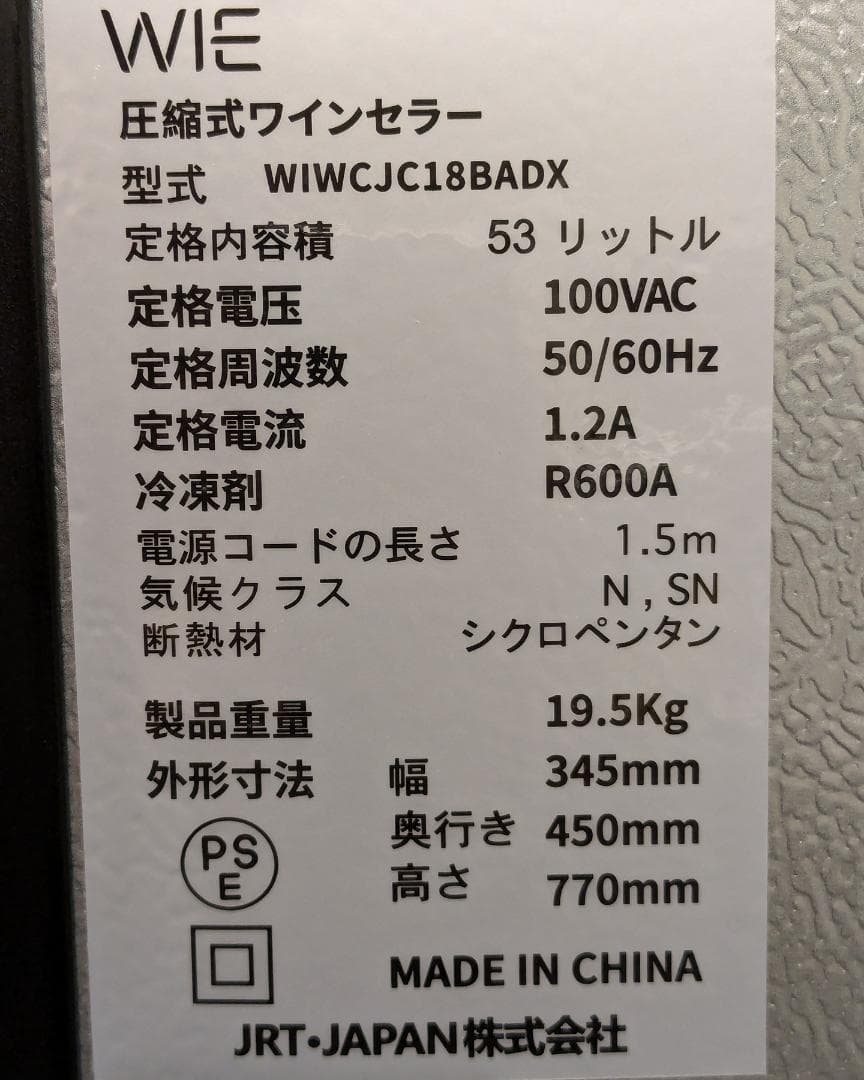 WIE
圧縮式ワインセラー
型式 WIWCJC18BADX
定格内容積 53 リットル
定格電圧 100VAC
定格周波数 50/60Hz
定格電流 1.2A
冷凍剤 R600A
電源コードの長さ 1.5m
気候クラス N , SN
断熱材 シクロペンタン
製品重量 19.5Kg
外形寸法 幅 345mm
奥行き 450mm
高さ 770mm
PS
E
MADE IN CHINA
JRT・JAPAN株式会社